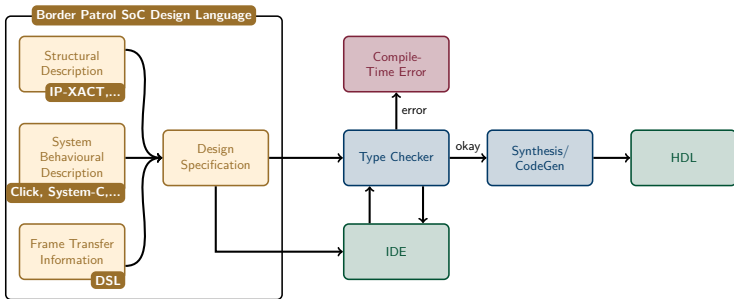 Border Patrol SoC Design Language
Structural
Description
IP-XACT,...
System
Behavioural
Description
Click, System-C,...
Frame Transfer
Information
DSL
Design
Specification
Compile-
Time Error
error
Type Checker
okay
Synthesis/
CodeGen
HDL
IDE